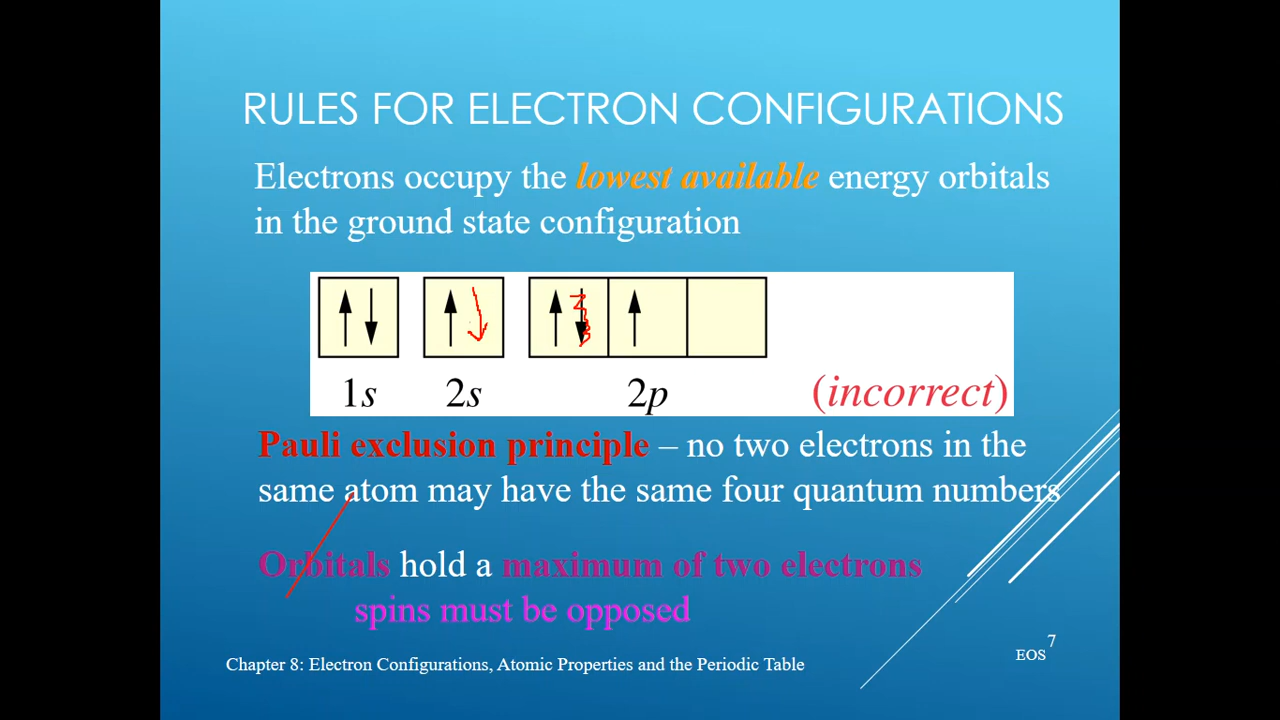 RULES FOR ELECTRON CONFIGURATIONS
Electrons occupy the lowest available energy orbitals
in the ground state configuration
1s 2s 2p (incorrect)
Pauli exclusion principle – no two electrons in the
same atom may have the same four quantum numbers
Orbitals hold a maximum of two electrons
spins must be opposed
Chapter 8: Electron Configurations, Atomic Properties and the Periodic Table
EOS 7